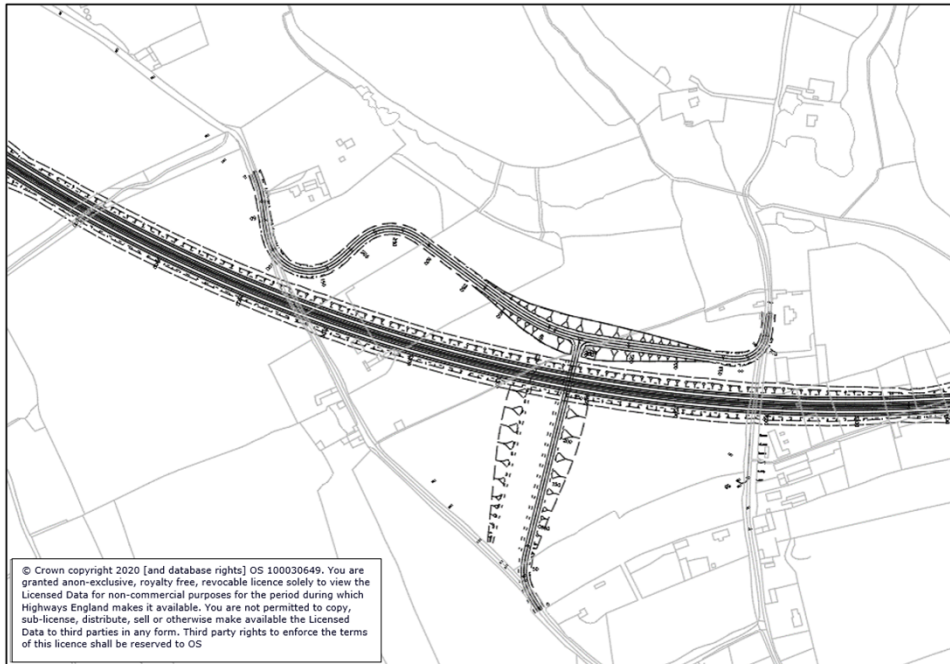 © Crown copyright 2020 [and database rights] OS 100030649. You are
granted anon-exclusive, royalty free, revocable licence solely to view the
Licensed Data for non-commercial purposes for the period during which
Highways England makes it available. You are not permitted to copy,
sub-license, distribute, sell or otherwise make available the Licensed
Data to third parties in any form. Third party rights to enforce the terms
of this licence shall be reserved to OS